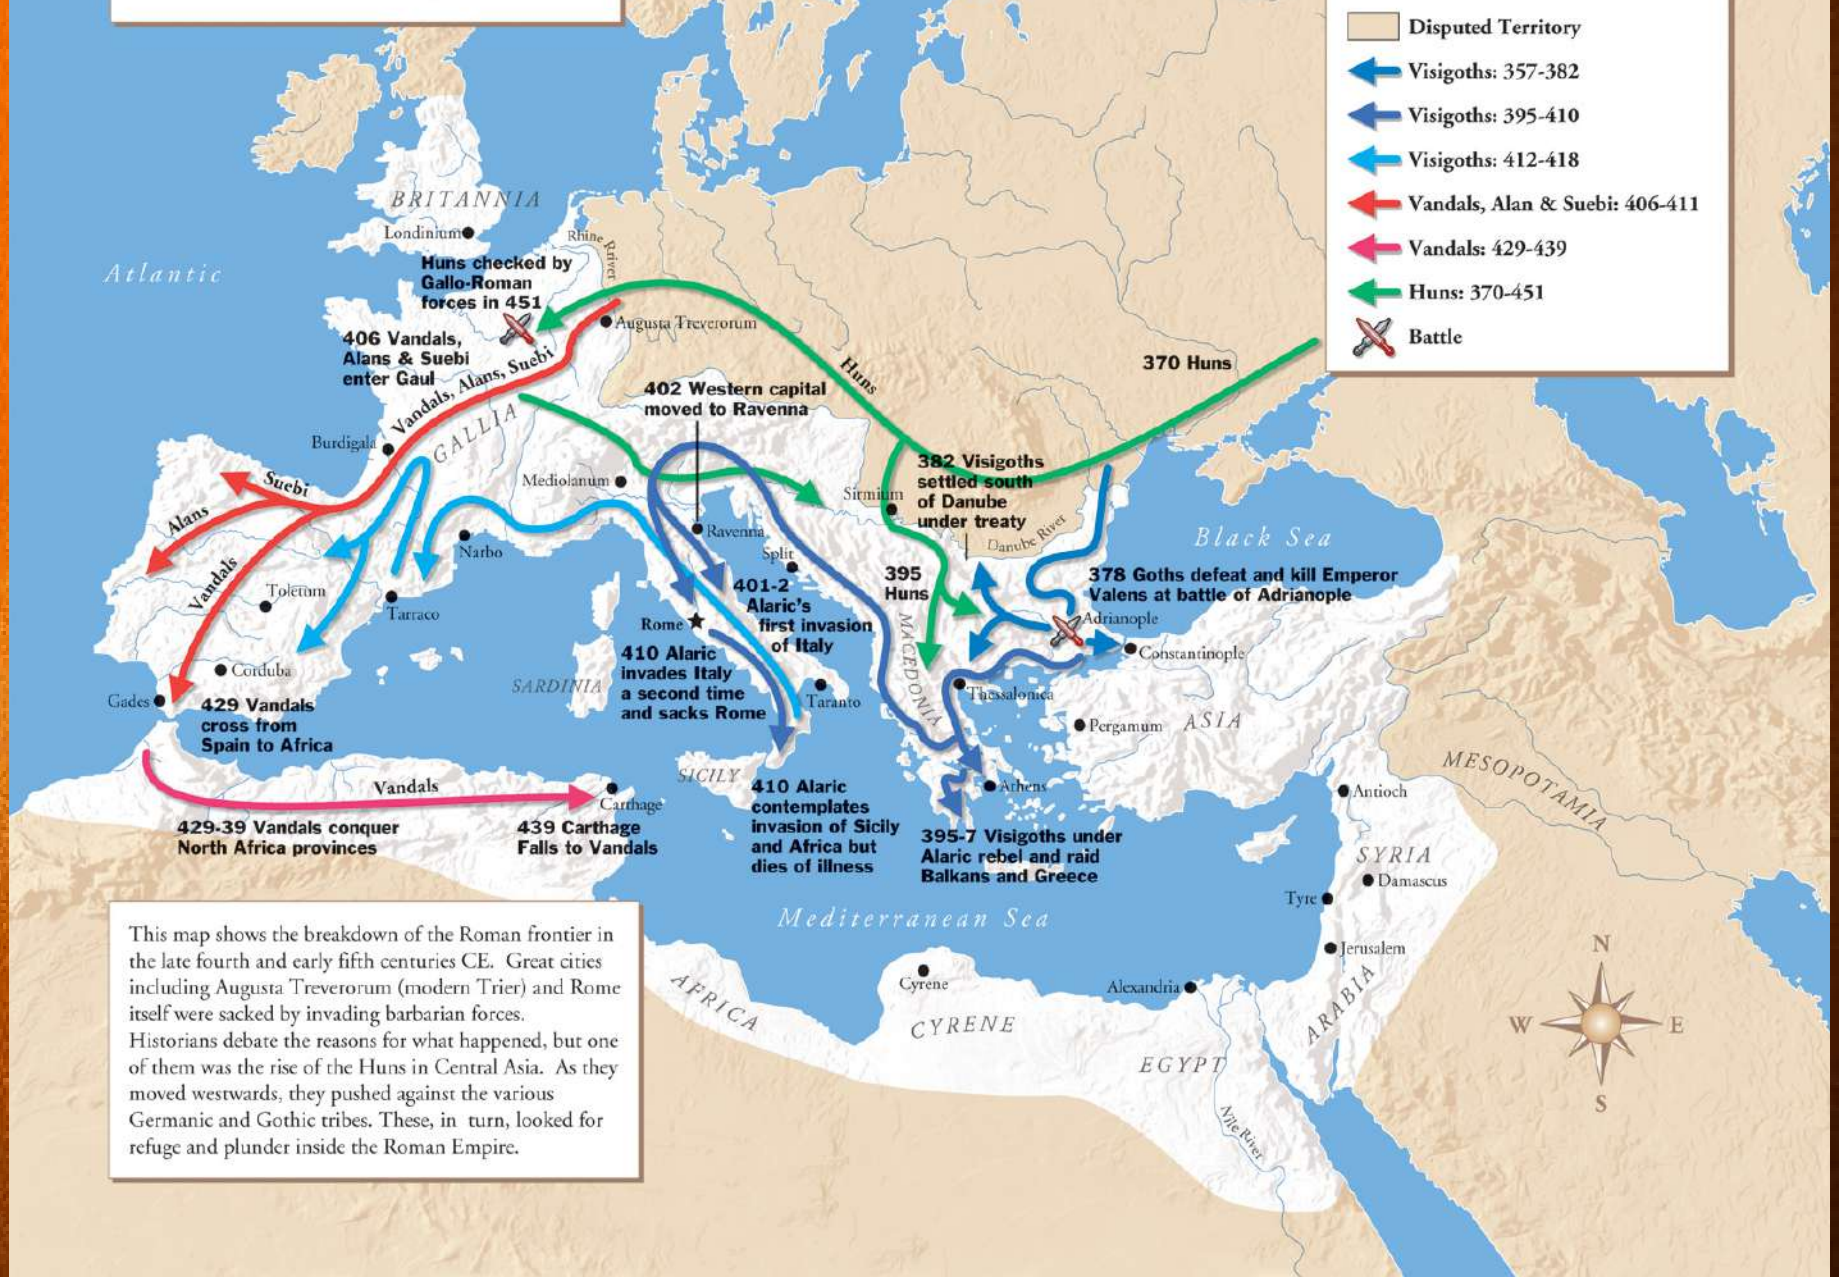 Disputed Territory
Visigoths: 357-382
Visigoths: 395-410
Visigoths: 412-418
Vandals, Alan & Suebi: 406-411
Vandals: 429-439
Huns: 370-451
Battle
BRITANNIA
Londinium
Atlantic
Rhine Rriver
Huns checked by
Gallo-Roman
forces in 451
Augusta Treverorum
406 Vandals,
Alans & Suebi
enter Gaul
Vandals, Alans, Suebi
GALLIA
Huns
370 Huns
402 Western capital
moved to Ravenna
Burdigala
Mediolanum
Sirmium
382 Visigoths
settled south
of Danube
under treaty
Danube River
Black Sea
Suebi
Alans
Vandals
Narbo
Ravenna
Split
Toletum
Tarraco
395
Huns
378 Goths defeat and kill Emperor
Valens at battle of Adrianople
Adrianople
Constantinople
401-2
Alaric's
first invasion
of Italy
Rome
MACEDONIA
410 Alaric
invades Italy
a second time
and sacks Rome
SARDINIA
Corduba
Gades
Taranto
Thessalonica
Pergamum
ASIA
429 Vandals
cross from
Spain to Africa
MESOPOTAMIA
SICILY
Vandals
Carthage
Athens
Antioch
410 Alaric
contemplates
invasion of Sicily
and Africa but
dies of illness
429-39 Vandals conquer
North Africa provinces
439 Carthage
Falls to Vandals
395-7 Visigoths under
Alaric rebel and raid
Balkans and Greece
SYRIA
Damascus
Tyre
Mediterranean Sea
Jerusalem
Cyrene
Alexandria
AFRICA
CYRENE
ARABIA
EGYPT
Nile River
N
W
E
S
This map shows the breakdown of the Roman frontier in
the late fourth and early fifth centuries CE. Great cities
including Augusta Treverorum (modern Trier) and Rome
itself were sacked by invading barbarian forces.
Historians debate the reasons for what happened, but one
of them was the rise of the Huns in Central Asia. As they
moved westwards, they pushed against the various
Germanic and Gothic tribes. These, in turn, looked for
refuge and plunder inside the Roman Empire.